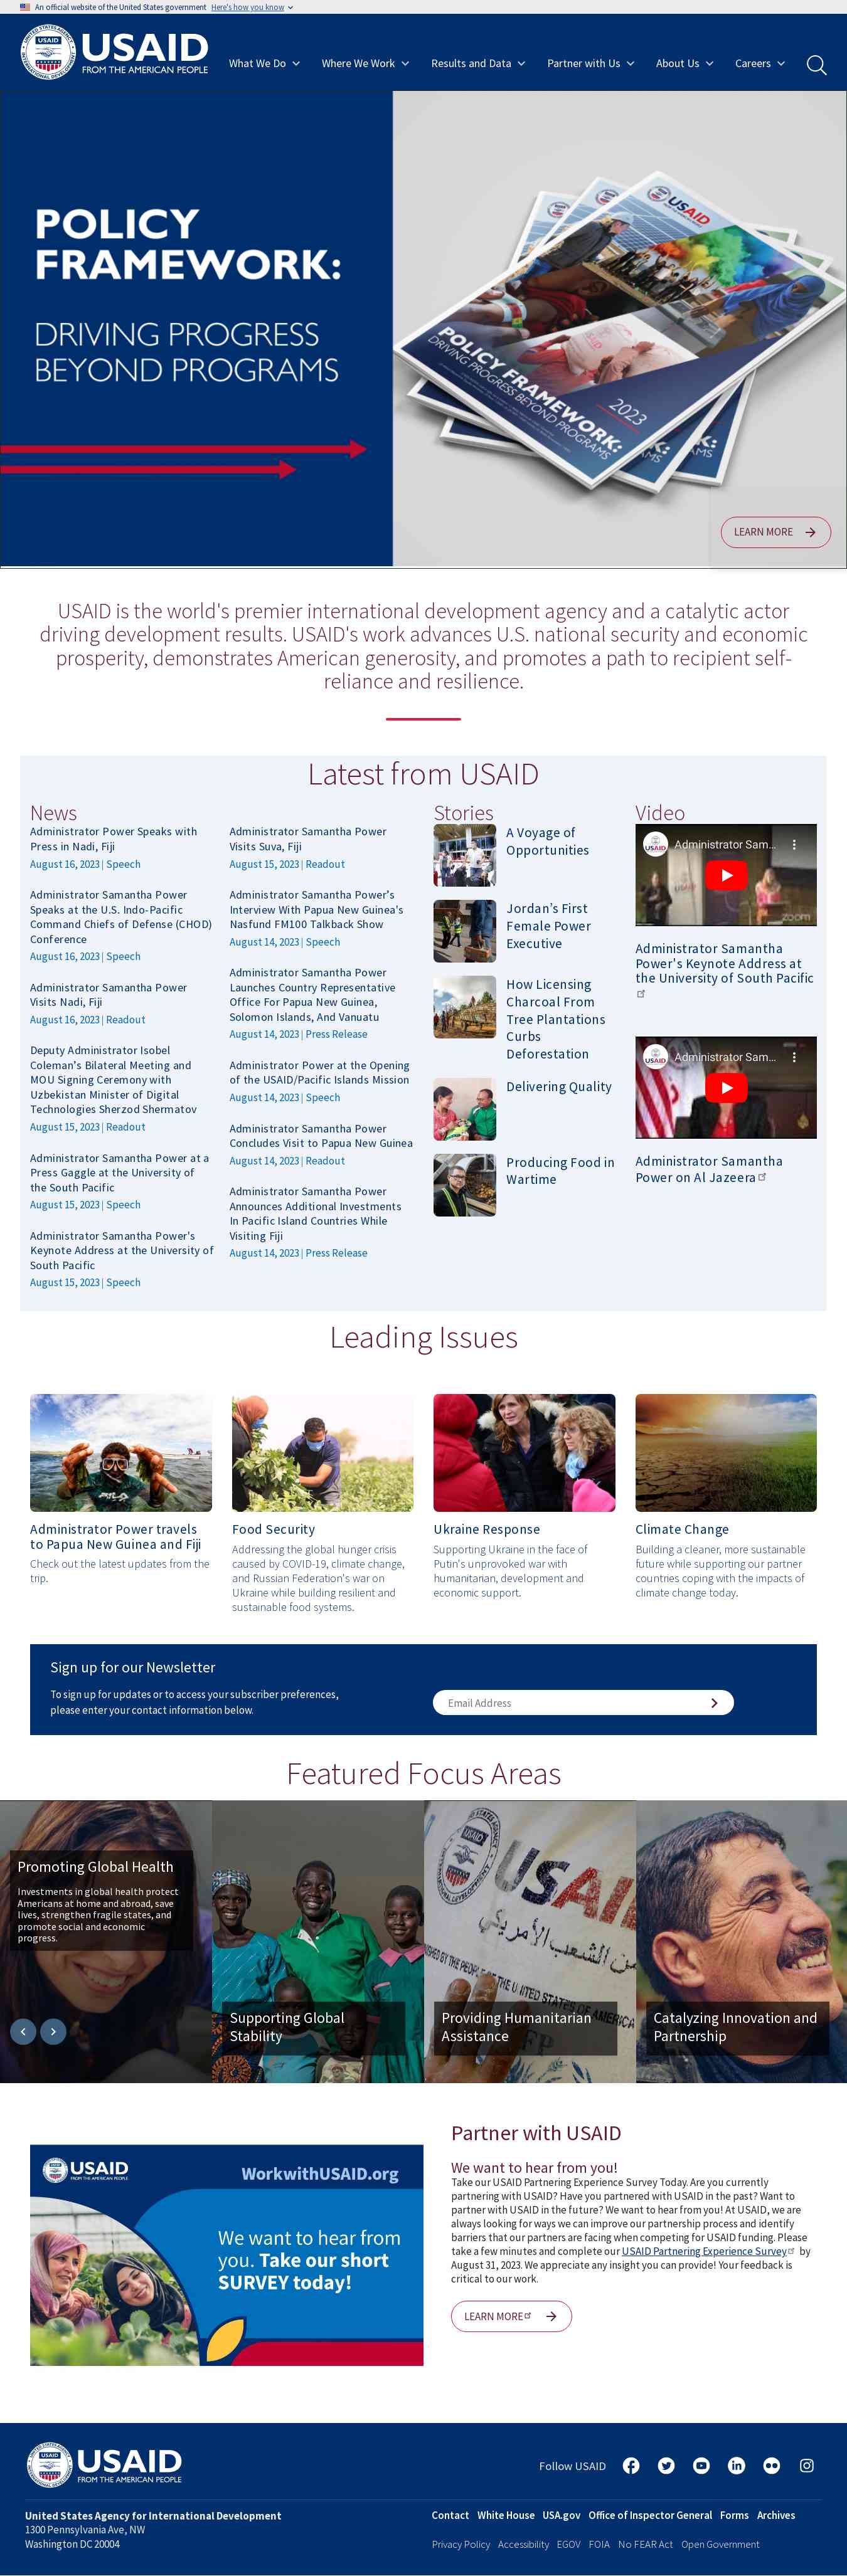 An official website of the United States government Here's how you know
USAID
FROM THE AMERICAN PEOPLE
What We Do
Where We Work
Results and Data
Partner with Us
About Us
Careers
POLICY
FRAMEWORK:
DRIVING PROGRESS
BEYOND PROGRAMS
USAID
POLICY FRAMEWORK:
DRIVING PROGRESS BEYOND PROGRAMS
2023
LEARN MORE
USAID is the world's premier international development agency and a catalytic actor
driving development results. USAID's work advances U.S. national security and economic
prosperity, demonstrates American generosity, and promotes a path to recipient self-
reliance and resilience.
Latest from USAID
News
Administrator Power Speaks with
Press in Nadi, Fiji
August 16, 2023 | Speech
Administrator Samantha Power
Speaks at the U.S. Indo-Pacific
Command Chiefs of Defense (CHOD)
Conference
August 16, 2023 | Speech
Administrator Samantha Power
Visits Nadi, Fiji
August 16, 2023 | Readout
Deputy Administrator Isobel
Coleman's Bilateral Meeting and
MOU Signing Ceremony with
Uzbekistan Minister of Digital
Technologies Sherzod Shermatov
August 15, 2023 | Readout
Administrator Samantha Power at a
Press Gaggle at the University of
the South Pacific
August 15, 2023 | Speech
Administrator Samantha Power's
Keynote Address at the University of
South Pacific
August 15, 2023 | Speech
Administrator Samantha Power
Visits Suva, Fiji
August 15, 2023 | Readout
Administrator Samantha Power's
Interview With Papua New Guinea's
Nasfund FM100 Talkback Show
August 14, 2023 | Speech
Administrator Samantha Power
Launches Country Representative
Office For Papua New Guinea,
Solomon Islands, And Vanuatu
August 14, 2023 | Press Release
Administrator Power at the Opening
of the USAID/Pacific Islands Mission
August 14, 2023 | Speech
Administrator Samantha Power
Concludes Visit to Papua New Guinea
August 14, 2023 | Readout
Administrator Samantha Power
Announces Additional Investments
In Pacific Island Countries While
Visiting Fiji
August 14, 2023 | Press Release
Stories
A Voyage of
Opportunities
Jordan's First
Female Power
Executive
How Licensing
Charcoal From
Tree Plantations
Curbs
Deforestation
Delivering Quality
Producing Food in
Wartime
Video
Administrator Sam...
zoom
Administrator Samantha
Power's Keynote Address at
the University of South Pacific
Administrator Sam...
Administrator Samantha
Power on Al Jazeera
Leading Issues
Administrator Power travels
to Papua New Guinea and Fiji
Check out the latest updates from the
trip.
Food Security
Addressing the global hunger crisis
caused by COVID-19, climate change,
and Russian Federation's war on
Ukraine while building resilient and
sustainable food systems.
Ukraine Response
Supporting Ukraine in the face of
Putin's unprovoked war with
humanitarian, development and
economic support.
Climate Change
Building a cleaner, more sustainable
future while supporting our partner
countries coping with the impacts of
climate change today.
Sign up for our Newsletter
To sign up for updates or to access your subscriber preferences,
please enter your contact information below.
Email Address
Featured Focus Areas
Promoting Global Health
Investments in global health protect
Americans at home and abroad, save
lives, strengthen fragile states, and
promote social and economic
progress.
Supporting Global
Stability
Providing Humanitarian
Assistance
Catalyzing Innovation and
Partnership
USAID
FROM THE AMERICAN PEOPLE
WorkwithUSAID.org
We want to hear from
you. Take our short
SURVEY today!
Partner with USAID
We want to hear from you!
Take our USAID Partnering Experience Survey Today. Are you currently
partnering with USAID? Have you partnered with USAID in the past? Want to
partner with USAID in the future? We want to hear from you! At USAID, we are
always looking for ways we can improve our partnership process and identify
barriers that our partners are facing when competing for USAID funding. Please
take a few minutes and complete our USAID Partnering Experience Survey by
August 31, 2023. We appreciate any insight you can provide! Your feedback is
critical to our work.
LEARN MORE
USAID
FROM THE AMERICAN PEOPLE
Follow USAID
United States Agency for International Development
1300 Pennsylvania Ave, NW
Washington DC 20004
Contact White House USA.gov Office of Inspector General Forms Archives
Privacy Policy Accessibility EGOV FOIA No FEAR Act Open Government